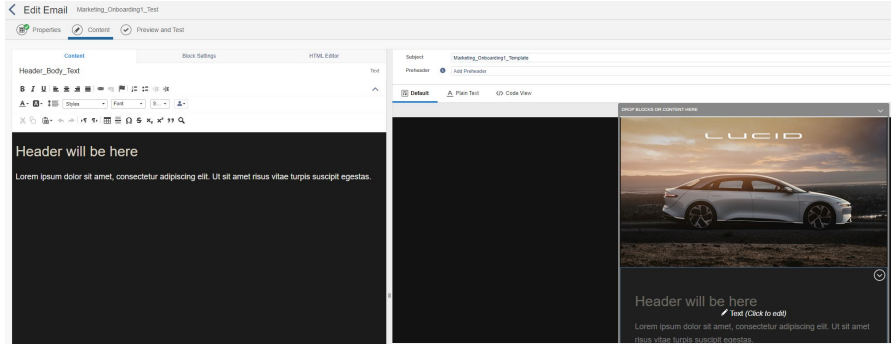 Edit Email Marketing_Onboarding1_Test
Properties Content Preview and Test
Content Block Settings HTML Editor
Header_Body_Text Text
Styles Font
Header will be here
Lorem ipsum dolor sit amet, consectetur adipiscing elit. Ut sit amet risus vitae turpis suscipit egestas.
Subject Marketing_Onboarding1_Template
Preheader Add Preheader
Default Plain Text Code View
DROP BLOCKS OR CONTENT HERE
LUCID
Header will be here
Text (Click to edit)
Lorem ipsum dolor sit amet, consectetur adipiscing elit. Ut sit amet
risus vitae turpis suscipit egestas.